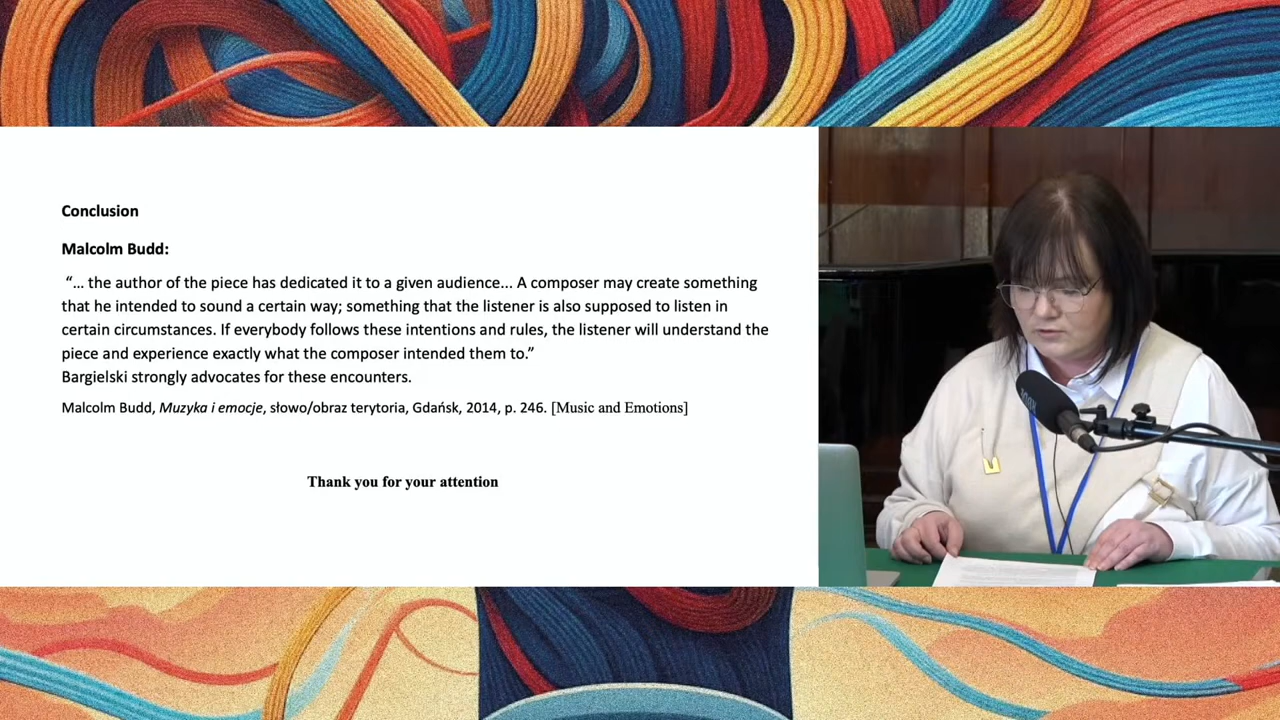 Conclusion
Malcolm Budd:
“... the author of the piece has dedicated it to a given audience... A composer may create something
that he intended to sound a certain way; something that the listener is also supposed to listen in
certain circumstances. If everybody follows these intentions and rules, the listener will understand the
piece and experience exactly what the composer intended them to.”
Bargielski strongly advocates for these encounters.
Malcolm Budd, Muzyka i emocje, słowo/obraz terytoria, Gdańsk, 2014, p. 246. [Music and Emotions]
Thank you for your attention